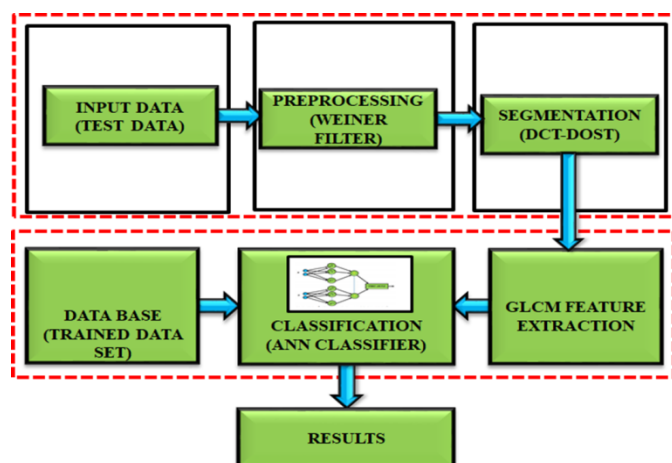 INPUT DATA
(TEST DATA)
PREPROCESSING
(WEINER
FILTER)
SEGMENTATION
(DCT-DOST)
DATA BASE
(TRAINED DATA
SET)
CLASSIFICATION
(ANN CLASSIFIER)
GLCM FEATURE
EXTRACTION
RESULTS